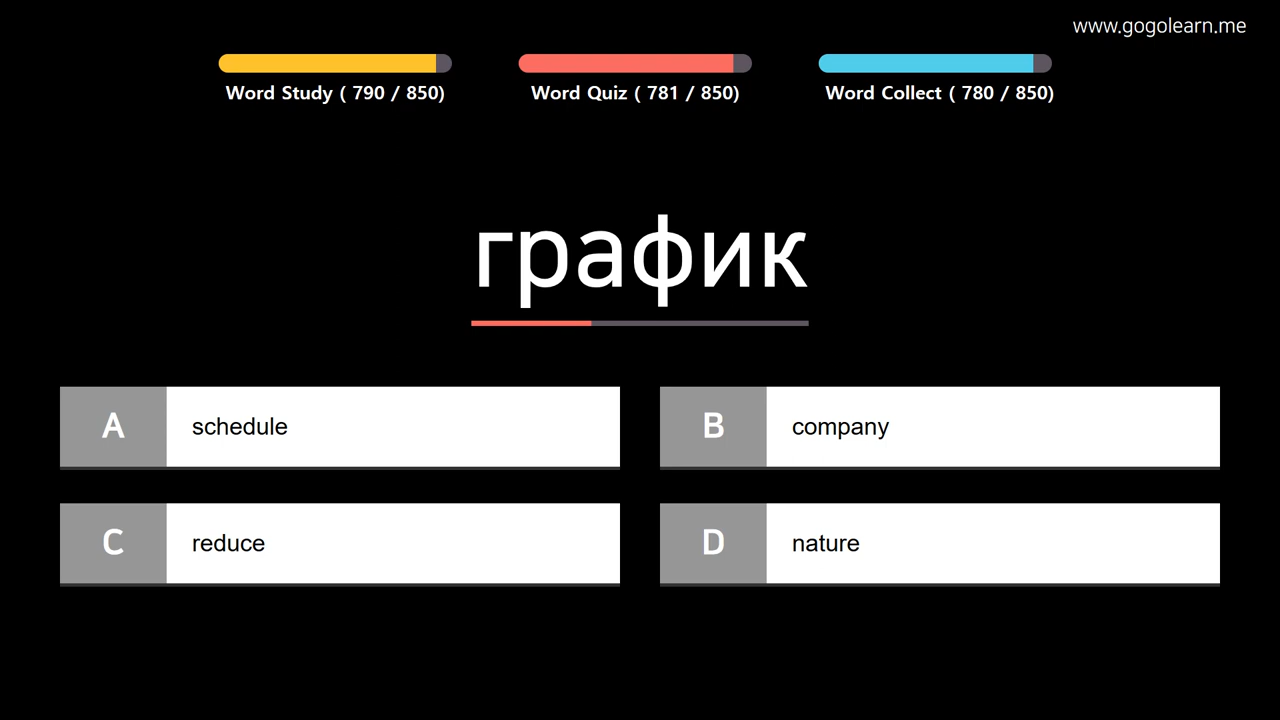 www.gogolearn.me
Word Study ( 790 / 850)
Word Quiz ( 781 / 850)
Word Collect ( 780 / 850)
график
A schedule
B company
C reduce
D nature